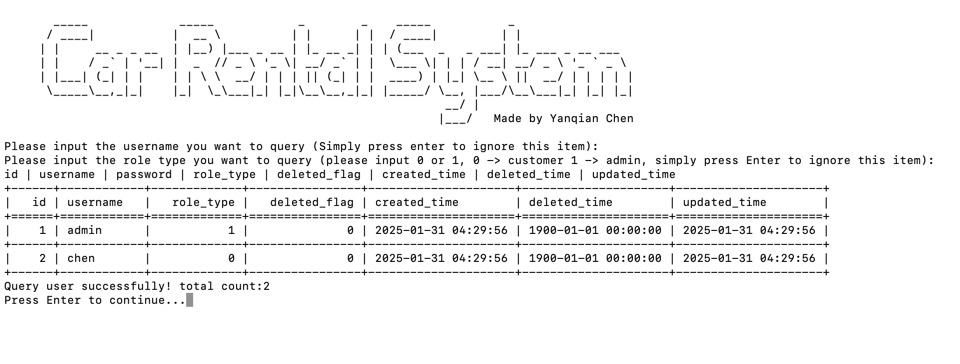 Car Rental System
Made by Yanqian Chen
Please input the username you want to query (Simply press enter to ignore this item):
Please input the role type you want to query (please input 0 or 1, 0 -> customer 1 -> admin, simply press Enter to ignore this item):
id | username | password | role_type | deleted_flag | created_time | deleted_time | updated_time
| id | username | role_type | deleted_flag | created_time | deleted_time | updated_time |
| 1 | admin | 1 | 0 | 2025-01-31 04:29:56 | 1900-01-01 00:00:00 | 2025-01-31 04:29:56 |
| 2 | chen | 0 | 0 | 2025-01-31 04:29:56 | 1900-01-01 00:00:00 | 2025-01-31 04:29:56 |
Query user successfully! total count:2
Press Enter to continue...